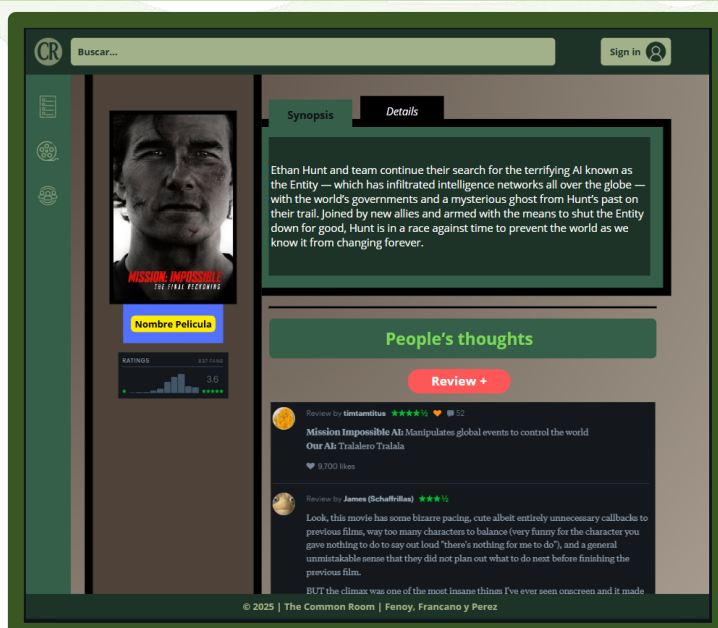 CR
Buscar...
Sign in
Synopsis
Details
Ethan Hunt and team continue their search for the terrifying AI known as
the Entity — which has infiltrated intelligence networks all over the globe —
with the world's governments and a mysterious ghost from Hunt's past on
their trail. Joined by new allies and armed with the means to shut the Entity
down for good, Hunt is in a race against time to prevent the world as we
know it from changing forever.
MISSION: IMPOSSIBLE
THE FINAL RECKONING
Nombre Pelicula
RATINGS
837 FANS
3.6
People's thoughts
Review +
Review by timtamtitus ★★★★½ 52
Mission Impossible AI: Manipulates global events to control the world
Our AI: Tralalero Tralala
9,700 likes
Review by James (Schaffrillas) ★★★½
Look, this movie has some bizarre pacing, cute albeit entirely unnecessary callbacks to
previous films, way too many characters to balance (very funny for the character you
gave nothing to do to say out loud "there's nothing for me to do"), and a general
unmistakable sense that they did not plan out what to do next before finishing the
previous film.
BUT the climax was one of the most insane things I've ever seen onscreen and it made
© 2025 | The Common Room | Fenoy, Francano y Perez